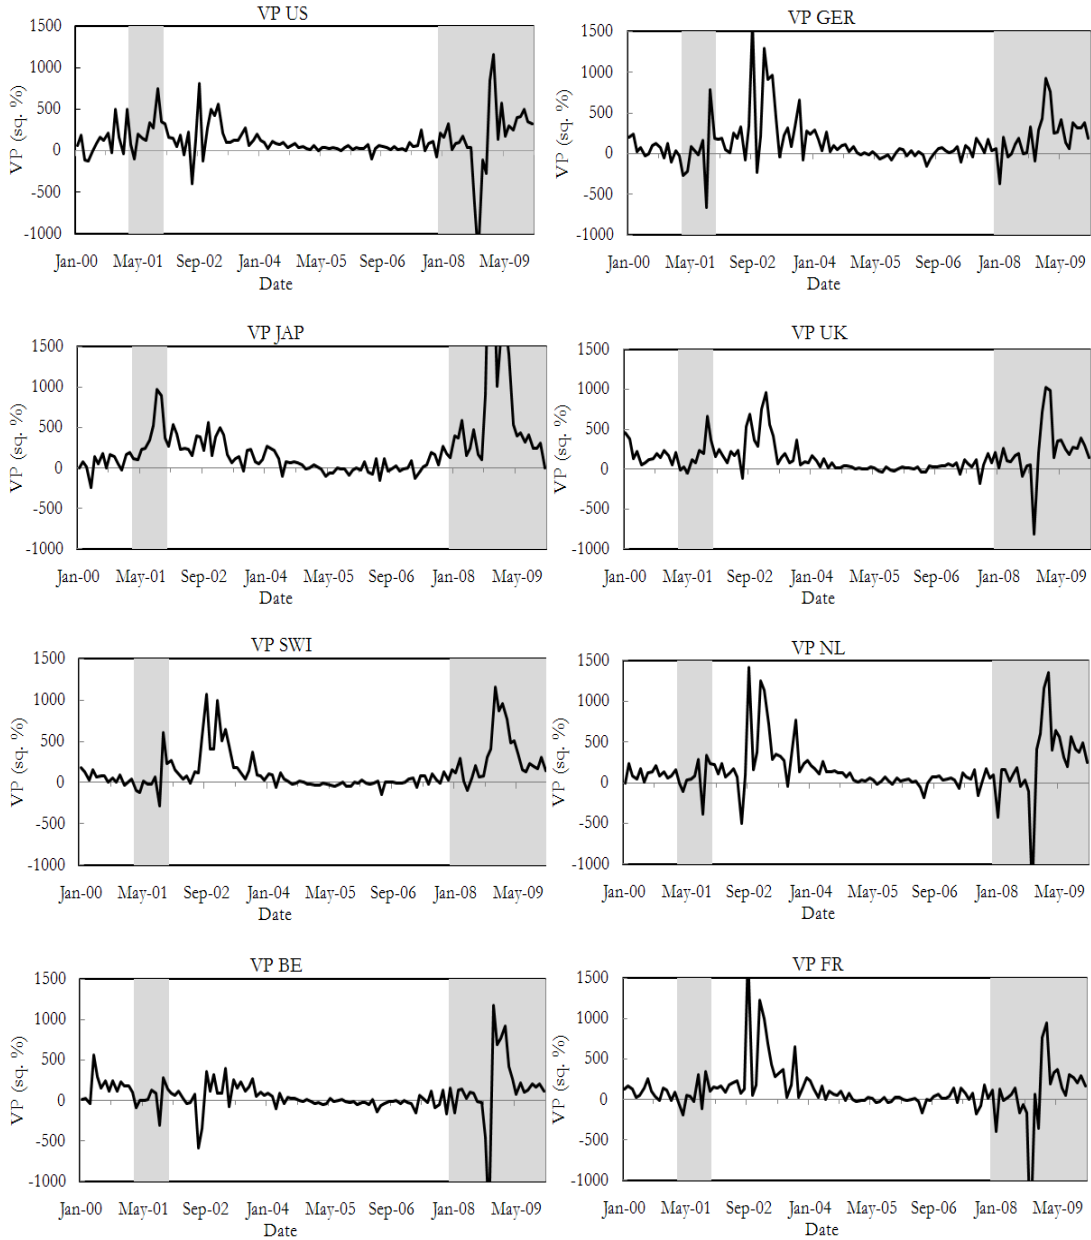 VP US
VP (sq. %)
1500
1000
500
0
-500
-1000
Jan-00 May-01 Sep-02 Jan-04 May-05 Sep-06 Jan-08 May-09
Date
VP GER
VP (sq. %)
1500
1000
500
0
-500
-1000
Jan-00 May-01 Sep-02 Jan-04 May-05 Sep-06 Jan-08 May-09
Date
VP JAP
VP (sq. %)
1500
1000
500
0
-500
-1000
Jan-00 May-01 Sep-02 Jan-04 May-05 Sep-06 Jan-08 May-09
Date
VP UK
VP (sq. %)
1500
1000
500
0
-500
-1000
Jan-00 May-01 Sep-02 Jan-04 May-05 Sep-06 Jan-08 May-09
Date
VP SWI
VP (sq. %)
1500
1000
500
0
-500
-1000
Jan-00 May-01 Sep-02 Jan-04 May-05 Sep-06 Jan-08 May-09
Date
VP NL
VP (sq. %)
1500
1000
500
0
-500
-1000
Jan-00 May-01 Sep-02 Jan-04 May-05 Sep-06 Jan-08 May-09
Date
VP BE
VP (sq. %)
1500
1000
500
0
-500
-1000
Jan-00 May-01 Sep-02 Jan-04 May-05 Sep-06 Jan-08 May-09
Date
VP FR
VP (sq. %)
1500
1000
500
0
-500
-1000
Jan-00 May-01 Sep-02 Jan-04 May-05 Sep-06 Jan-08 May-09
Date